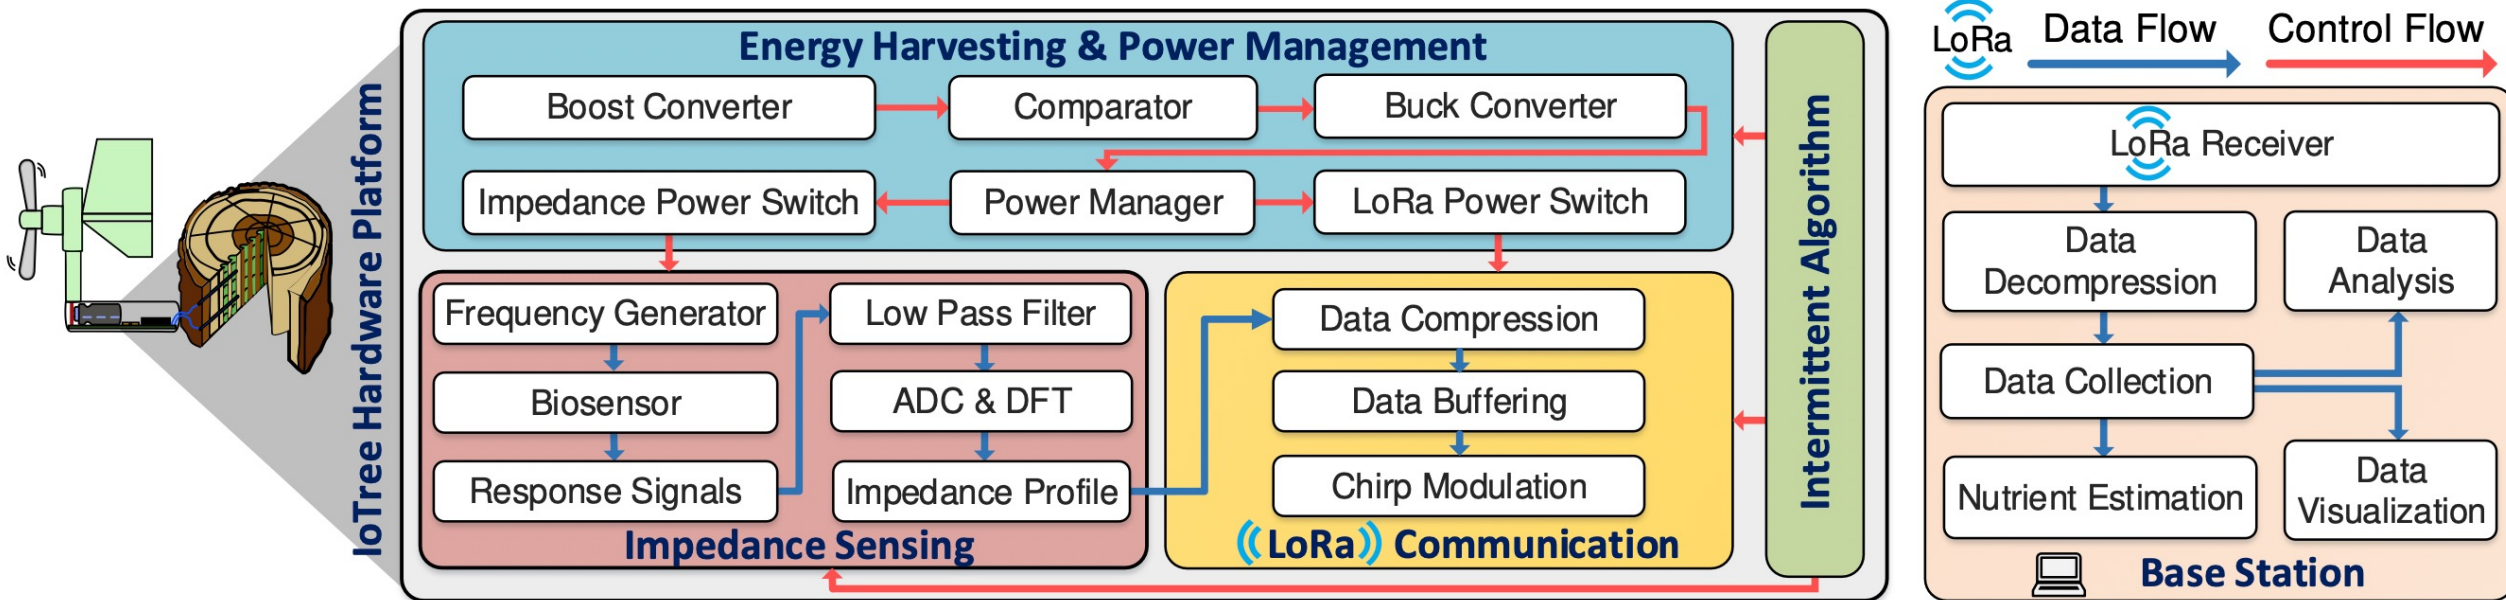 IoTree Hardware Platform
Energy Harvesting & Power Management
Boost Converter
Comparator
Buck Converter
Impedance Power Switch
Power Manager
LoRa Power Switch
Frequency Generator
Biosensor
Response Signals
Low Pass Filter
ADC & DFT
Impedance Profile
Impedance Sensing
Data Compression
Data Buffering
Chirp Modulation
LoRa Communication
Intermittent Algorithm
LoRa
Data Flow
Control Flow
LoRa Receiver
Data
Decompression
Data
Analysis
Data Collection
Nutrient Estimation
Data
Visualization
Base Station